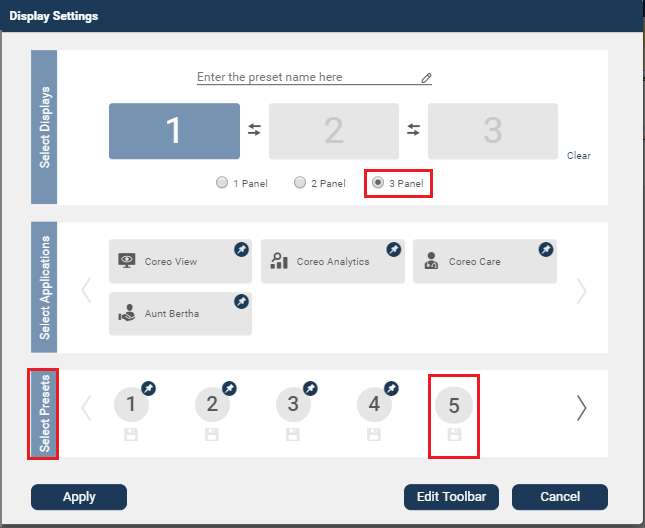 Display Settings
Select Displays
Enter the preset name here
1 2 3
Clear
1 Panel 2 Panel 3 Panel
Select Applications
Coreo View Coreo Analytics Coreo Care
Aunt Bertha
Select Presets
1 2 3 4 5
Apply Edit Toolbar Cancel